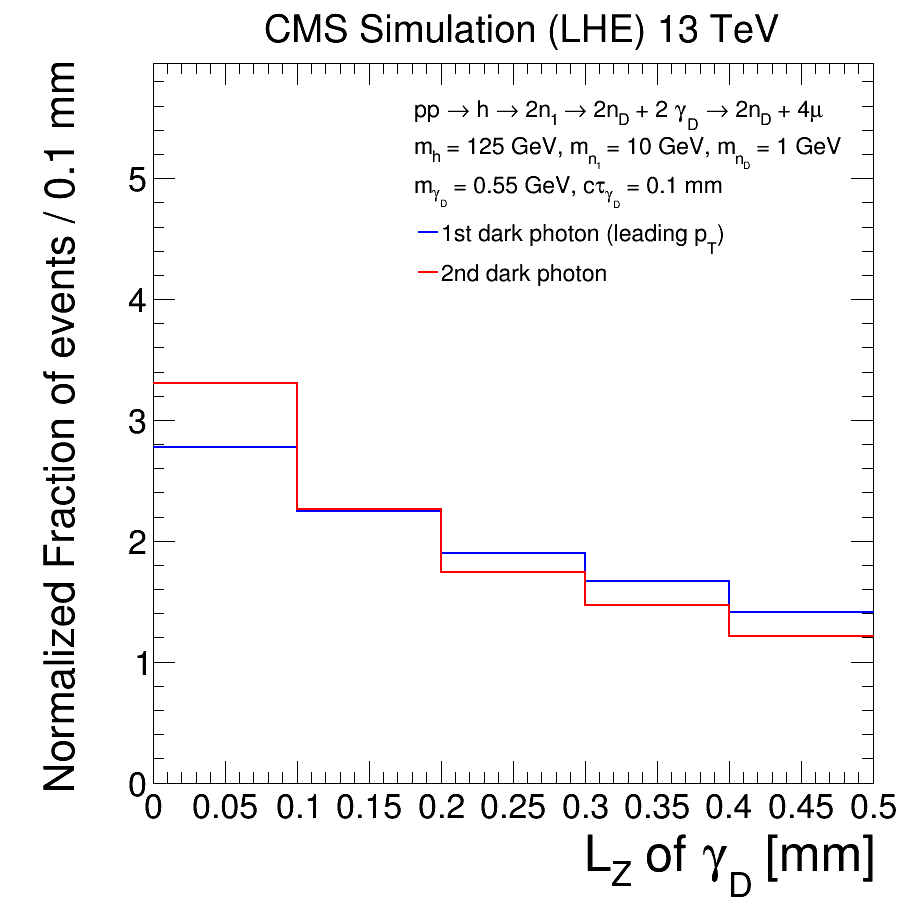 CMS Simulation (LHE) 13 TeV
Normalized Fraction of events / 0.1 mm
pp → h → 2n1 → 2nD + 2 γD → 2nD + 4μ
mh = 125 GeV, mn1 = 10 GeV, mnD = 1 GeV
mγD = 0.55 GeV, cτγD = 0.1 mm
1st dark photon (leading pT)
2nd dark photon
5
4
3
2
1
0
0 0.05 0.1 0.15 0.2 0.25 0.3 0.35 0.4 0.45 0.5
LZ of γD [mm]